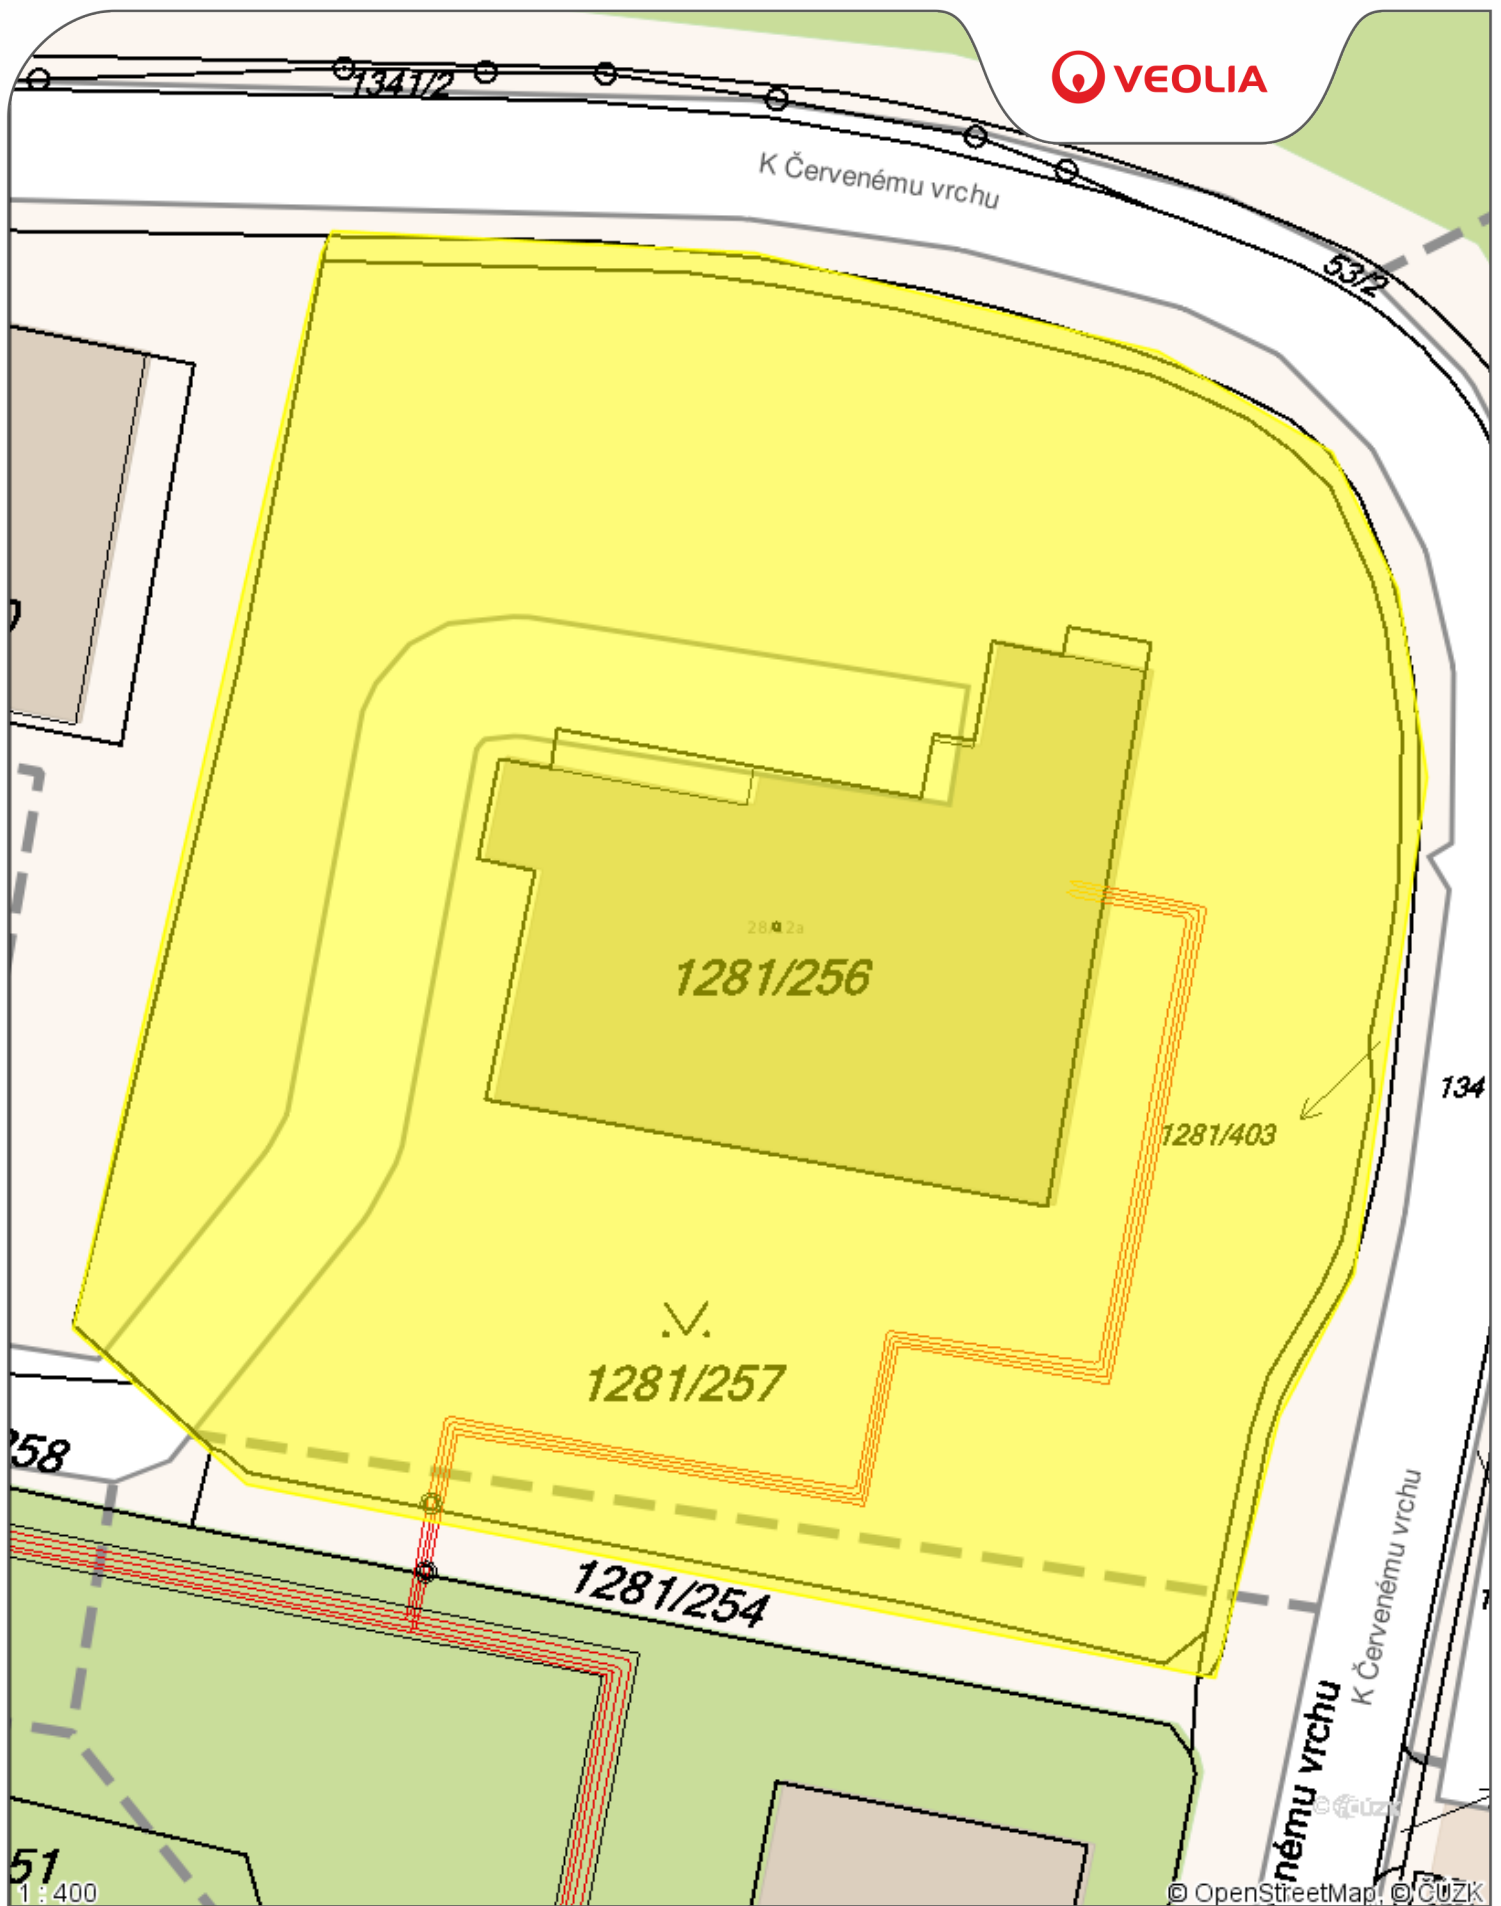 VEOLIA
1341/2
K Červenému vrchu
53/2
1281/256
134
1281/403
1281/257
258
1281/254
K Červenému vrchu
nému vrchu
© ČÚZK
51
1 : 400
© OpenStreetMap, © ČÚZK